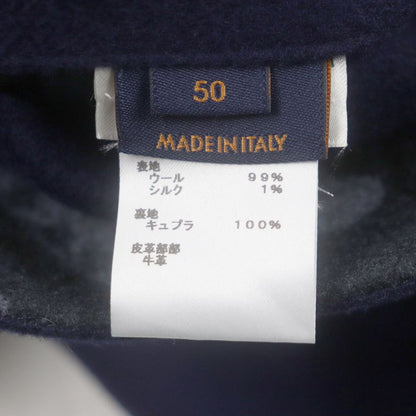 50
MADE IN ITALY
表地
ウール 99%
シルク 1%
裏地
キュプラ 100%
皮革部部
牛革